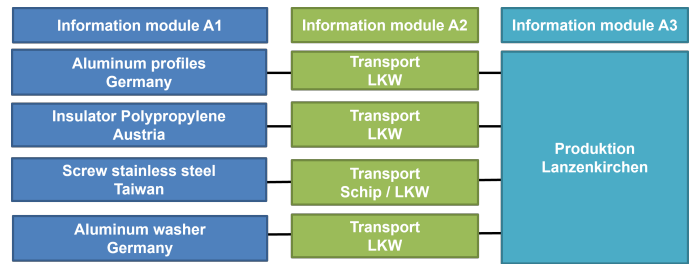 Information module A1
Information module A2
Information module A3
Aluminum profiles
Germany
Transport
LKW
Insulator Polypropylene
Austria
Transport
LKW
Screw stainless steel
Taiwan
Transport
Schip / LKW
Aluminum washer
Germany
Transport
LKW
Produktion
Lanzenkirchen